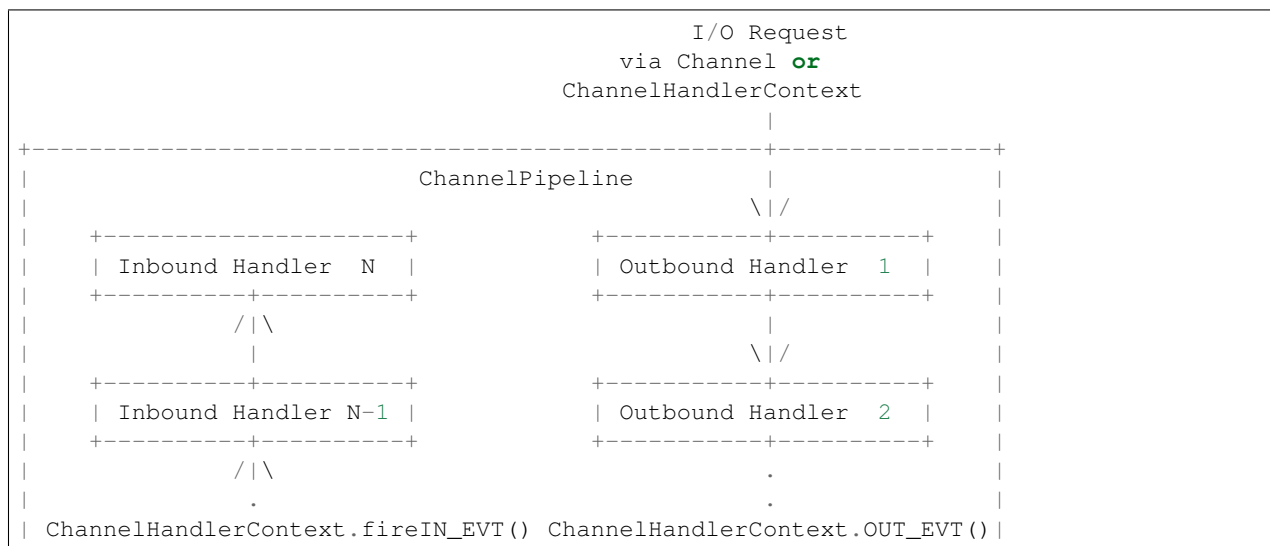 I/O Request
                                          via Channel or
                                      ChannelHandlerContext
                                                    |
+---------------------------------------------------+---------------+
|                           ChannelPipeline         |               |
|                                                  \|/              |
|    +---------------------+            +-----------+----------+    |
|    | Inbound Handler  N  |            | Outbound Handler  1  |    |
|    +----------+----------+            +-----------+----------+    |
|              /|\                                  |               |
|               |                                  \|/              |
|    +----------+----------+            +-----------+----------+    |
|    | Inbound Handler N-1 |            | Outbound Handler  2  |    |
|    +----------+----------+            +-----------+----------+    |
|              /|\                                  .               |
|               .                                   .               |
| ChannelHandlerContext.fireIN_EVT() ChannelHandlerContext.OUT_EVT()|